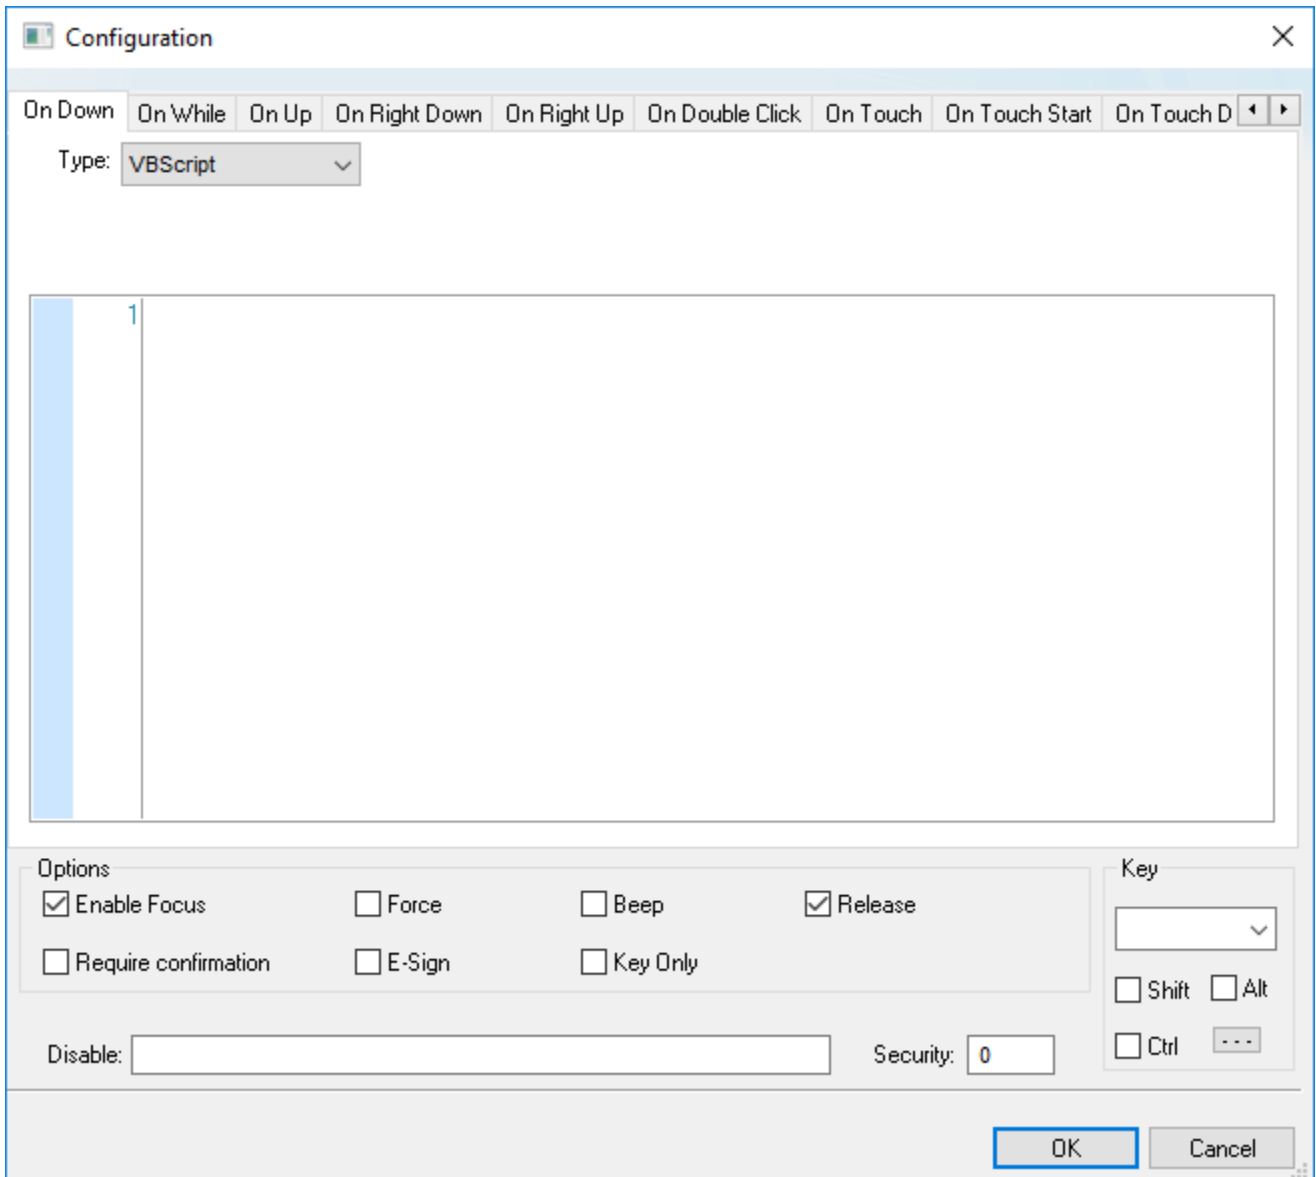 Configuration
On Down On While On Up On Right Down On Right Up On Double Click On Touch On Touch Start On Touch D
Type: VBScript
1
Options Key
Enable Focus Force Beep Release
Require confirmation E-Sign Key Only
Shift Alt
Disable: Security: 0 Ctrl ...
OK Cancel